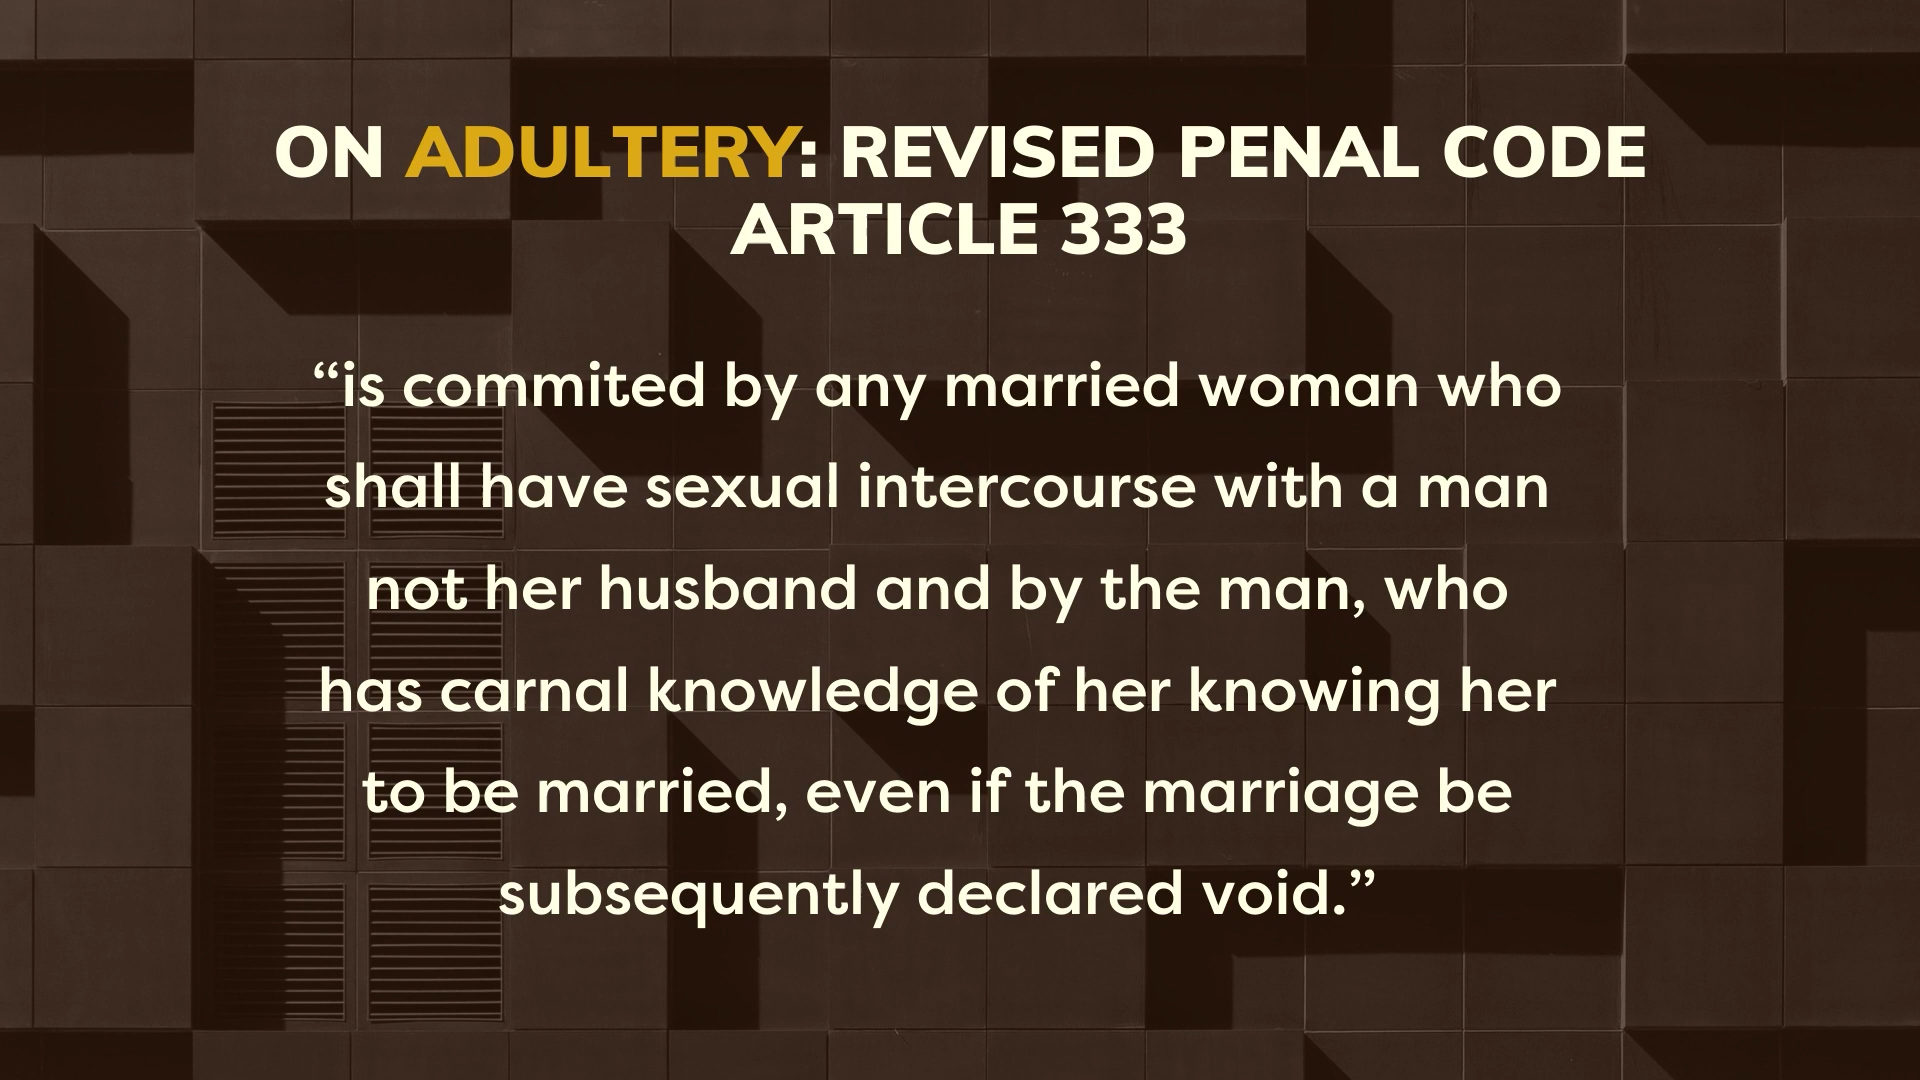 ON ADULTERY: REVISED PENAL CODE
ARTICLE 333
“is commited by any married woman who
shall have sexual intercourse with a man
not her husband and by the man, who
has carnal knowledge of her knowing her
to be married, even if the marriage be
subsequently declared void.”